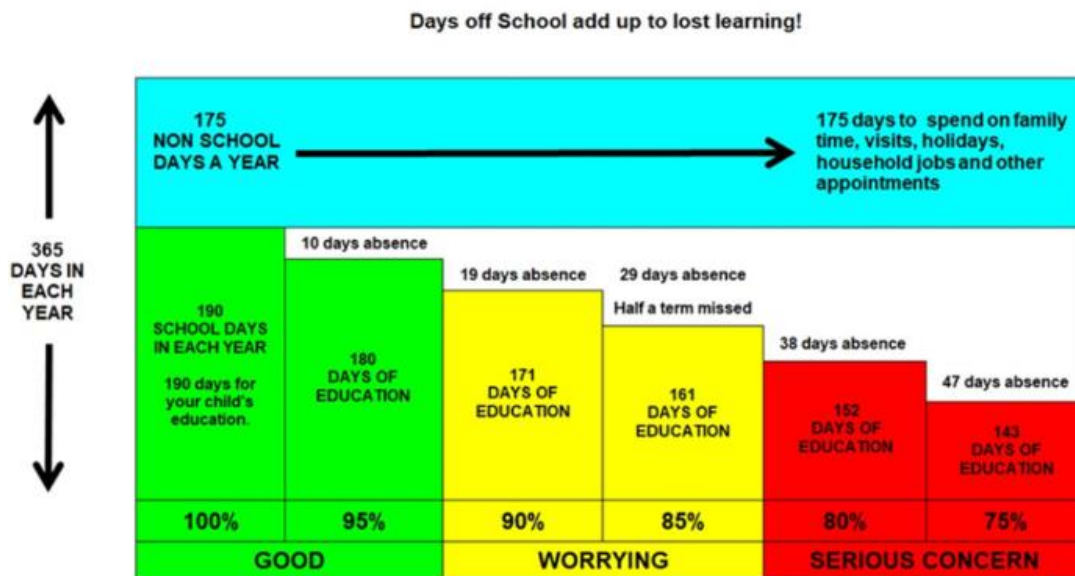 Days off School add up to lost learning!
175
NON SCHOOL
DAYS A YEAR
175 days to spend on family
time, visits, holidays,
household jobs and other
appointments
365
DAYS IN
EACH
YEAR
190
SCHOOL DAYS
IN EACH YEAR
190 days for
your child's
education.
10 days absence
180
DAYS OF
EDUCATION
19 days absence
171
DAYS OF
EDUCATION
29 days absence
Half a term missed
161
DAYS OF
EDUCATION
38 days absence
152
DAYS OF
EDUCATION
47 days absence
143
DAYS OF
EDUCATION
100%
95%
90%
85%
80%
75%
GOOD
WORRYING
SERIOUS CONCERN